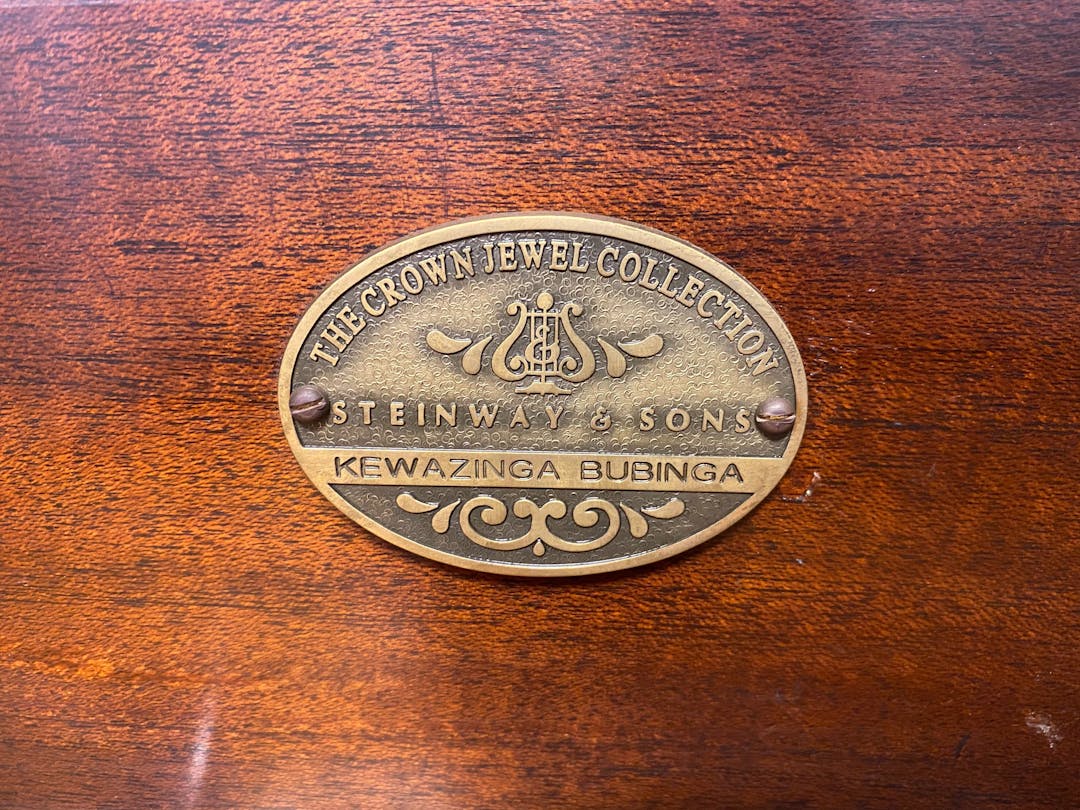 THE CROWN JEWEL COLLECTION
STEINWAY & SONS
KEWAZINGA BUBINGA